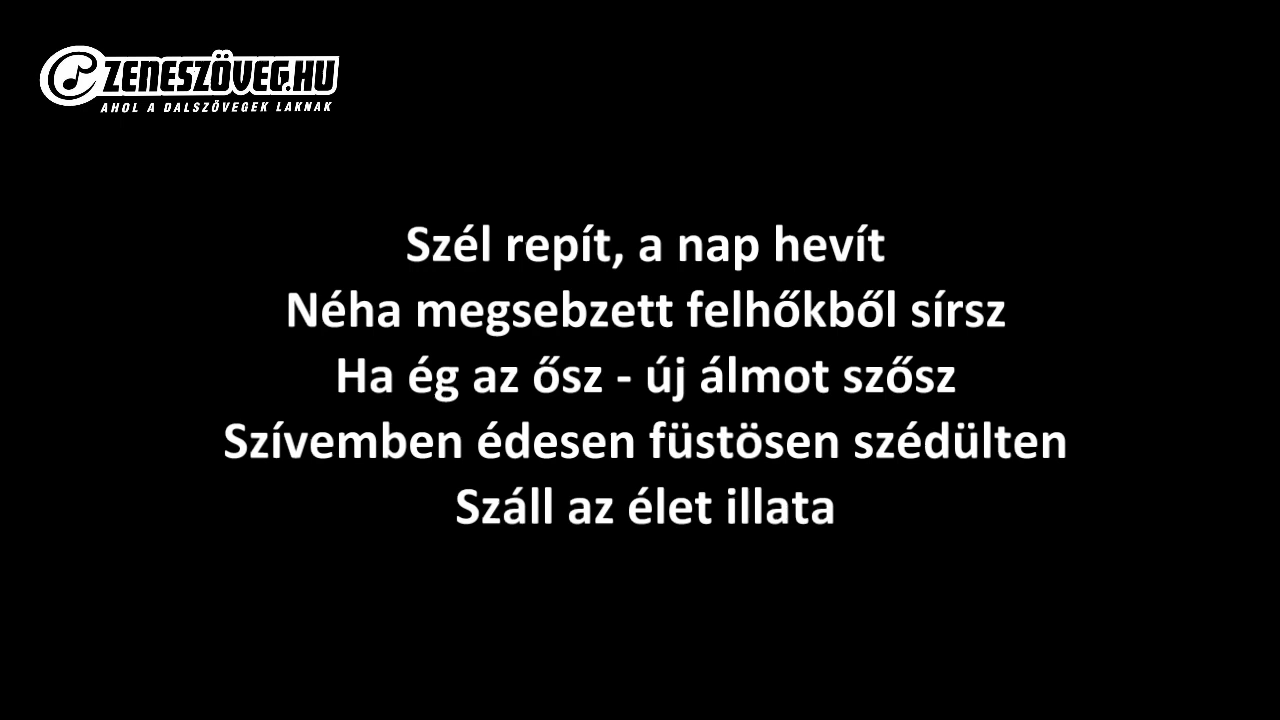 ZENESZÖVEG.HU
AHOL A DALSZÖVEGEK LAKNAK
Szél repít, a nap hevít
Néha megsebzett felhőkből sírsz
Ha ég az ősz - új álmot szősz
Szívemben édesen füstösen szédülten
Száll az élet illata